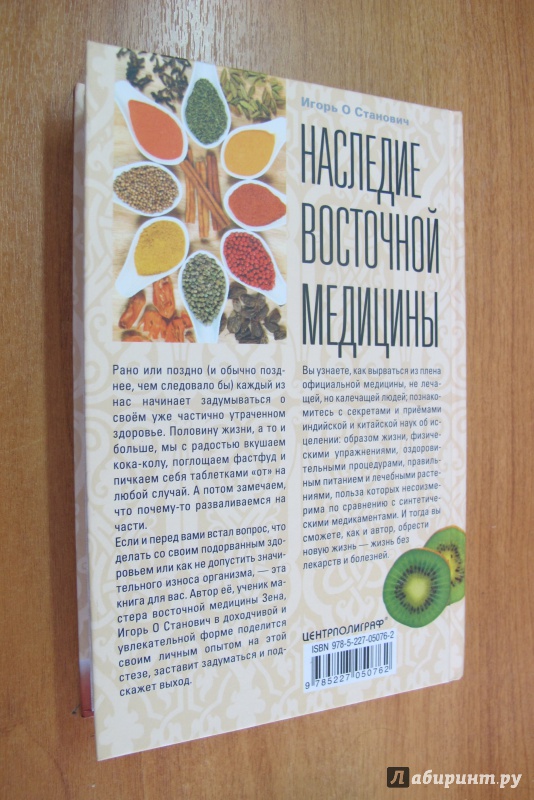 Игорь О Станович
НАСЛЕДИЕ
ВОСТОЧНОЙ
МЕДИЦИНЫ
Рано или поздно (и обычно позд-
нее, чем следовало бы) каждый из
нас начинает задумываться о
своём уже частично утраченном
здоровье. Половину жизни, а то и
больше, мы с радостью вкушаем
кока-колу, поглощаем фастфуд и
пичкаем себя таблетками «от» на
любой случай. А потом замечаем,
что почему-то разваливаемся на
части.
Если и перед вами встал вопрос, что
делать со своим подорванным здо-
ровьем или как не допустить значи-
тельного износа организма, — эта
книга для вас. Автор её, ученик ма-
стера восточной медицины Зена,
Игорь О Станович в доходчивой и
увлекательной форме поделится
своим личным опытом на этой
стезе, заставит задуматься и под-
скажет выход.
Вы узнаете, как вырваться из плена
официальной медицины, не лечa-
щей, но калечащей людей; познако-
митесь с секретами и приёмами
индийской и китайской наук об ис-
целении: образом жизни, физиче-
скими упражнениями, оздорови-
тельными процедурами, правиль-
ным питанием и лечебными расте-
ниями, польза которых несоизме-
рима по сравнению с синтетиче-
скими медикаментами. И тогда вы
сможете, как и автор, обрести
новую жизнь — жизнь без
лекарств и болезней.
ЦЕНТРПОЛИГРАФ
ISBN 978-5-227-05076-2
9 785227 050762
Лабиринт.ру